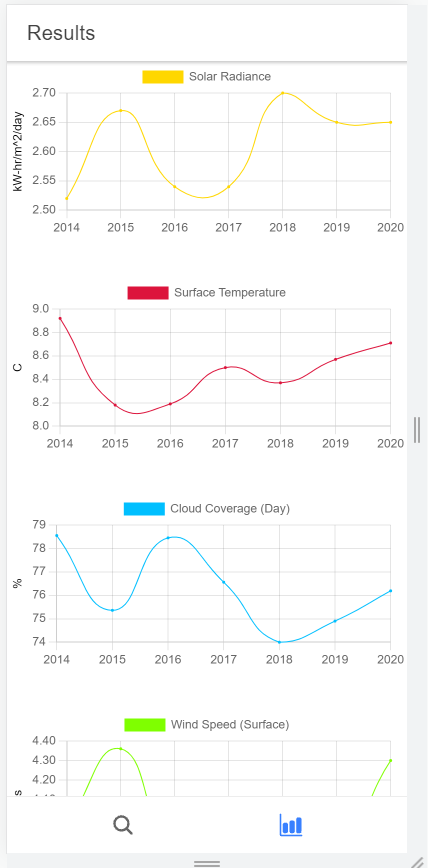 Results
Solar Radiance
kW-hr/m^2/day
2.70
2.65
2.60
2.55
2.50
2014 2015 2016 2017 2018 2019 2020
Surface Temperature
C
9.0
8.8
8.6
8.4
8.2
8.0
2014 2015 2016 2017 2018 2019 2020
Cloud Coverage (Day)
%
79
78
77
76
75
74
2014 2015 2016 2017 2018 2019 2020
Wind Speed (Surface)
4.40
4.30
4.20